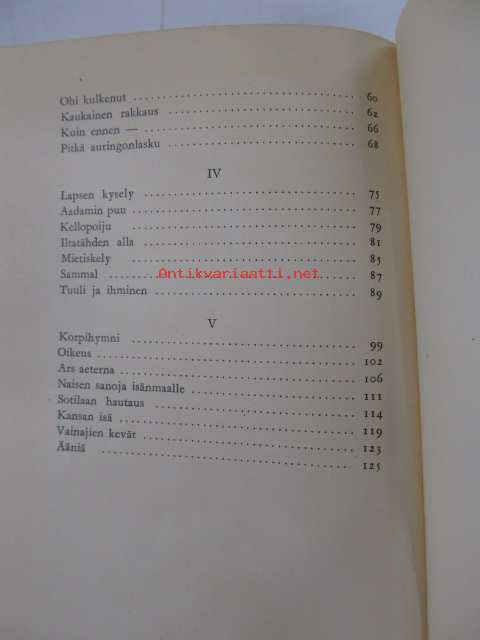 Ohi kulkenut ........................................ 60
Kaukainen rakkaus ........................................ 62
Kuin ennen — ........................................ 66
Pitkä auringonlasku ........................................ 68
IV
Lapsen kysely ........................................ 75
Aadamin puu ........................................ 77
Kellopoiju ........................................ 79
Iltatähden alla ........................................ 81
Mietiskely ........................................ 85
Sammal ........................................ 87
Antikvariaatti.net
Tuuli ja ihminen ........................................ 89
V
Korpihymni ........................................ 99
Oikeus ........................................ 102
Ars aeterna ........................................ 106
Naisen sanoja isänmaalle ........................................ 111
Sotilaan hautaus ........................................ 114
Kansan isä ........................................ 119
Vainajien kevät ........................................ 123
Ääniä ........................................ 125